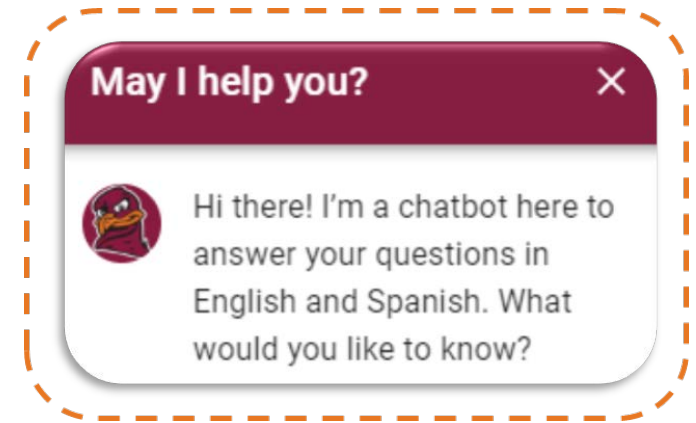 May I help you?
Hi there! I'm a chatbot here to
answer your questions in
English and Spanish. What
would you like to know?